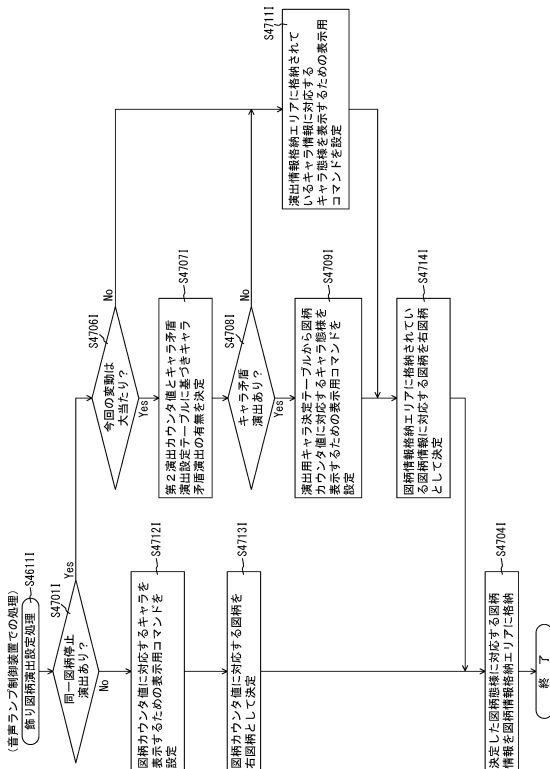 (音声ランプ制御装置での処理)
飾り図柄演出設定処理
S4611I
同一図柄停止
演出あり?
S4701I
Yes
No
図柄カウンタ値に対応するキャラを
表示するための表示用コマンドを
設定
S4712I
図柄カウンタ値に対応する図柄を
右図柄として決定
S4713I
今回の変動は
大当たり?
S4706I
No
Yes
第2演出カウンタ値とキャラ矛盾
演出設定テーブルに基づきキャラ
矛盾演出の有無を決定
S4707I
キャラ矛盾
演出あり?
S4708I
No
Yes
演出用キャラ決定テーブルから図柄
カウンタ値に対応するキャラ態様を
表示するための表示用コマンドを
設定
S4709I
演出情報格納エリアに格納されて
いるキャラ情報に対応する
キャラ態様を表示するための表示用
コマンドを設定
S4711I
図柄情報格納エリアに格納されてい
る図柄情報に対応する図柄を右図柄
として決定
S4714I
決定した図柄態様に対応する図柄
情報を図柄情報格納エリアに格納
S4704I
終 了